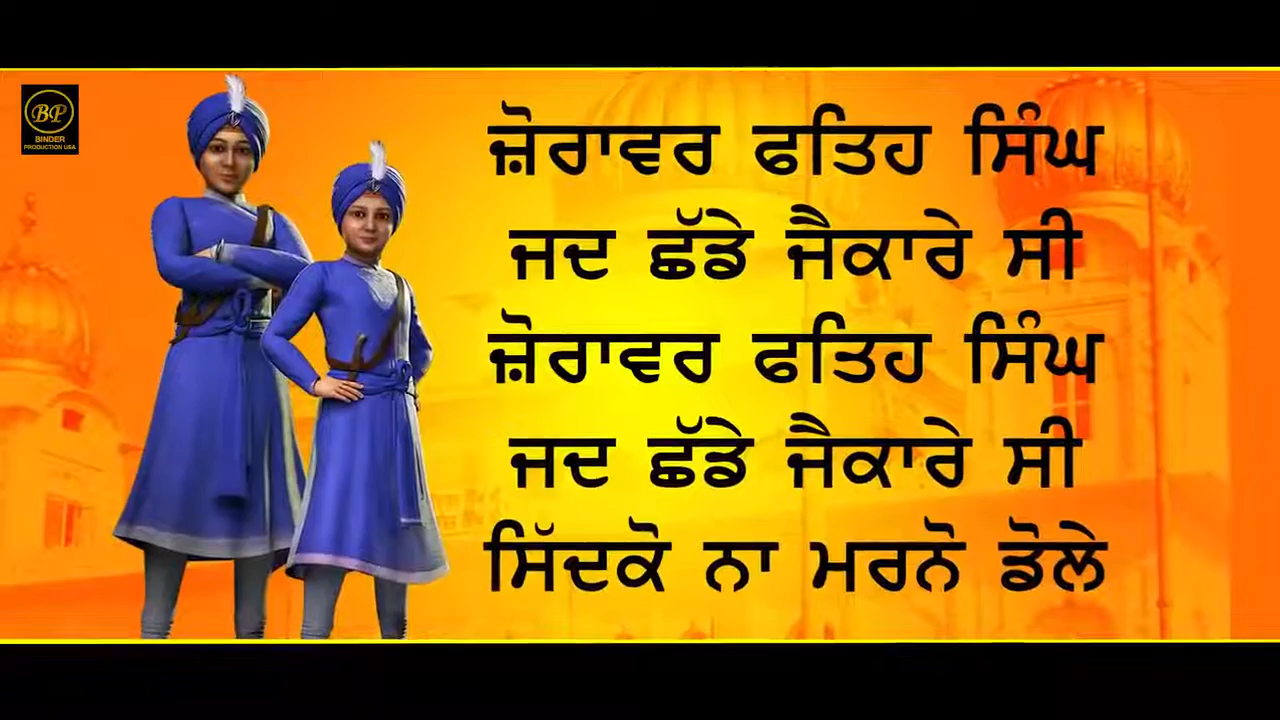 BP
BINDER
PRODUCTION USA
ਜ਼ੋਰਾਵਰ ਫਤਿਹ ਸਿੰਘ
ਜਦ ਛੱਡੇ ਜੈਕਾਰੇ ਸੀ
ਜ਼ੋਰਾਵਰ ਫਤਿਹ ਸਿੰਘ
ਜਦ ਛੱਡੇ ਜੈਕਾਰੇ ਸੀ
ਸਿੱਦਕੋ ਨਾ ਮਰਨੋ ਡੋਲੇ